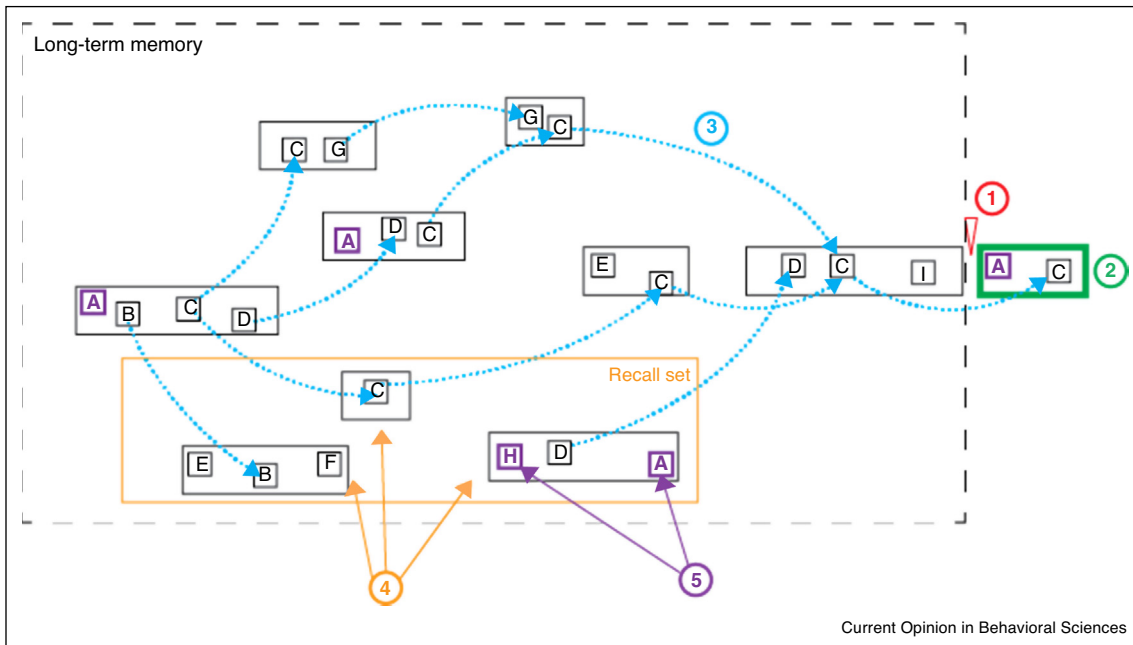 Long-term memory
G
C
C G
3
D
A C
1
E D C I A C 2
C
A
B C D
Recall set
C
E B F
H D A
4
5
Current Opinion in Behavioral Sciences